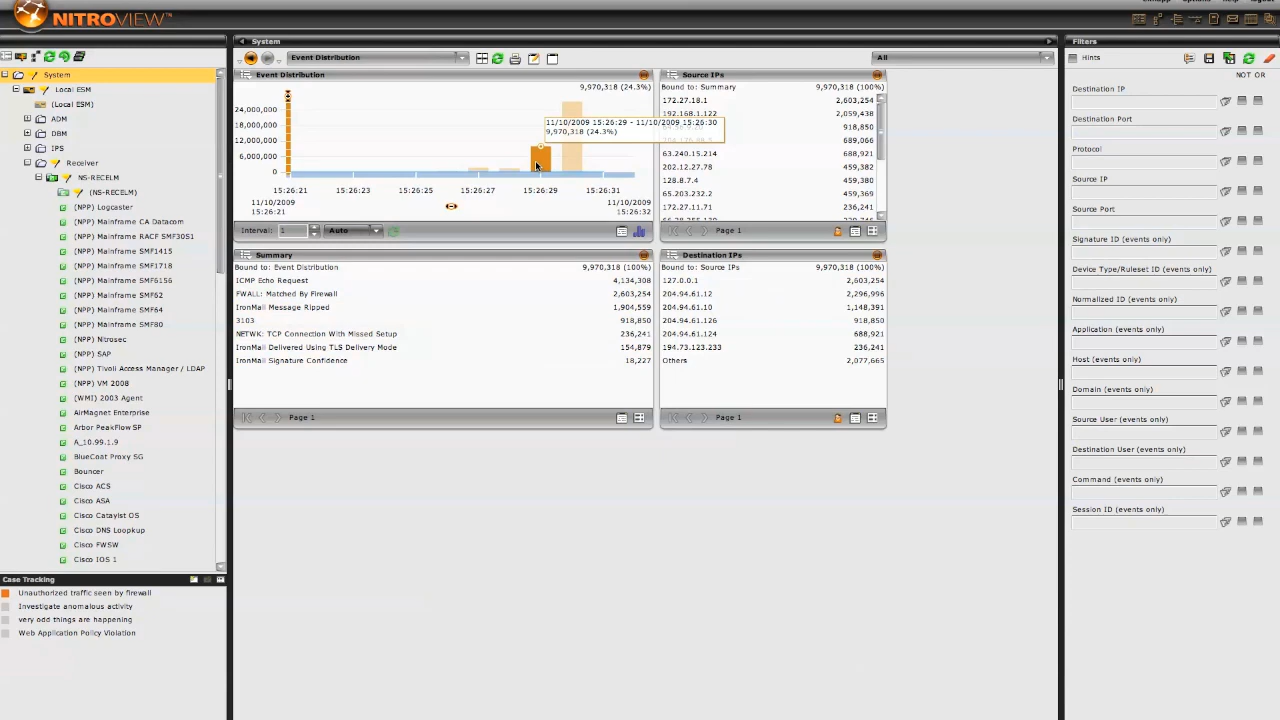 NITROVIEW™
System
Filters
Event Distribution
All
Hints
NOT OR
System
Local ESM
(Local ESM)
ADM
DBM
IPS
Receiver
NS-RECELM
(NS-RECELM)
(NPP) Logcaster
(NPP) Mainframe CA Datacom
(NPP) Mainframe RACF SMF30S1
(NPP) Mainframe SMF1415
(NPP) Mainframe SMF1718
(NPP) Mainframe SMF6156
(NPP) Mainframe SMF62
(NPP) Mainframe SMF64
(NPP) Mainframe SMF80
(NPP) Nitrosec
(NPP) SAP
(NPP) Tivoli Access Manager / LDAP
(NPP) VM 2008
(WMI) 2003 Agent
AirMagnet Enterprise
Arbor PeakFlow SP
A_10.99.1.9
BlueCoat Proxy SG
Bouncer
Cisco ACS
Cisco ASA
Cisco Catayist OS
Cisco DNS Loopkup
Cisco FWSW
Cisco IOS 1
Case Tracking
Unauthorized traffic seen by firewall
Investigate anomalous activity
very odd things are happening
Web Application Policy Violation
Event Distribution
9,970,318 (24.3%)
24,000,000
18,000,000
12,000,000
6,000,000
0
11/10/2009 15:26:29 - 11/10/2009 15:26:30
9,970,318 (24.3%)
15:26:21 15:26:23 15:26:25 15:26:27 15:26:29 15:26:31
11/10/2009 11/10/2009
15:26:21 15:26:32
Interval: 1 Auto
Source IPs
Bound to: Summary 9,970,318 (100%)
172.27.18.1 2,603,254
192.168.1.122 2,059,438
918,850
689,066
63.240.15.214 688,921
202.12.27.78 459,382
128.8.7.4 459,380
65.203.232.2 459,369
172.27.11.71 236,241
Page 1
Summary
Bound to: Event Distribution 9,970,318 (100%)
ICMP Echo Request 4,134,308
FWALL: Matched By Firewall 2,603,254
IronMail Message Ripped 1,904,559
3103 918,850
NETWK: TCP Connection With Missed Setup 236,241
IronMail Delivered Using TLS Delivery Mode 154,879
IronMail Signature Confidence 18,227
Page 1
Destination IPs
Bound to: Source IPs 9,970,318 (100%)
127.0.0.1 2,603,254
204.94.61.12 2,296,996
204.94.61.10 1,148,391
204.94.61.126 918,850
204.94.61.124 688,921
194.73.123.233 236,241
Others 2,077,665
Page 1
Destination IP
Destination Port
Protocol
Source IP
Source Port
Signature ID (events only)
Device Type/Ruleset ID (events only)
Normalized ID (events only)
Application (events only)
Host (events only)
Domain (events only)
Source User (events only)
Destination User (events only)
Command (events only)
Session ID (events only)